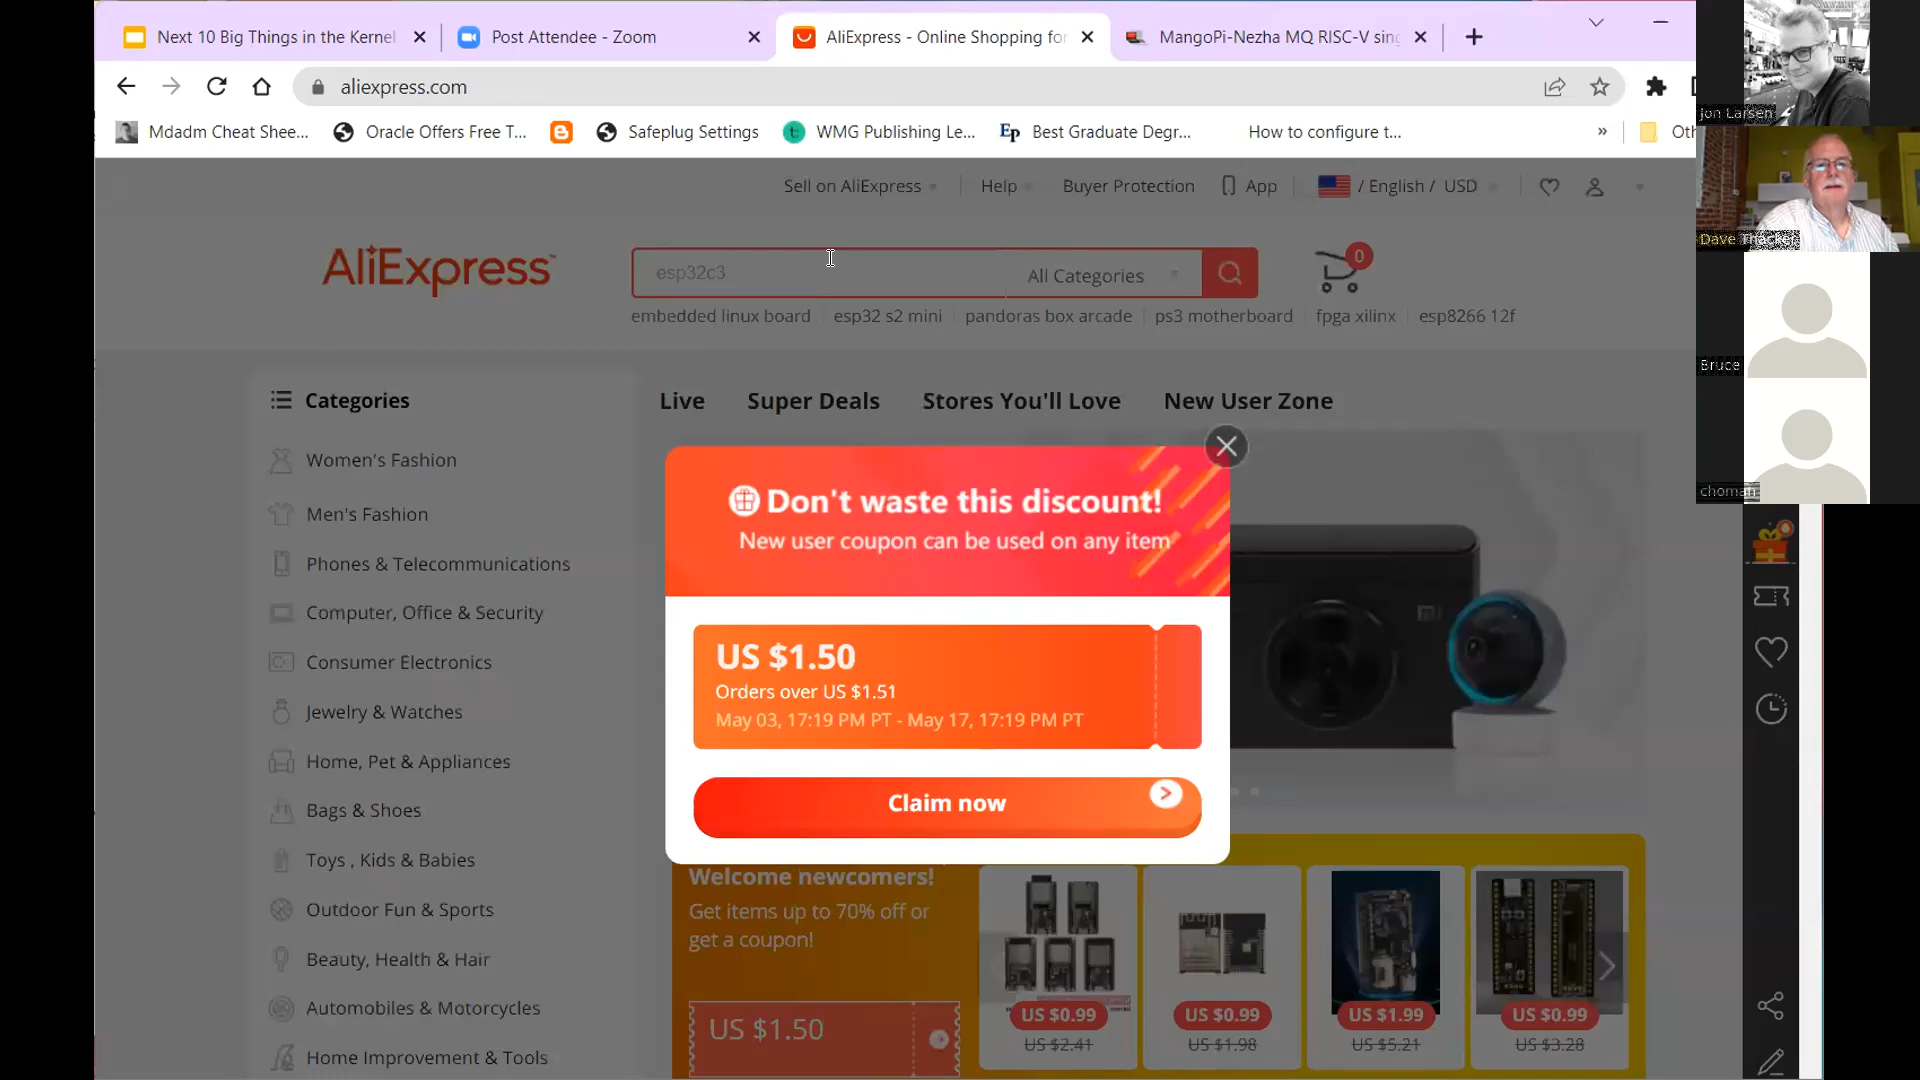 Next 10 Big Things in the Kernel
Post Attendee - Zoom
AliExpress - Online Shopping for
MangoPi-Nezha MQ RISC-V sin
aliexpress.com
Mdadm Cheat Shee...
Oracle Offers Free T...
Safeplug Settings
WMG Publishing Le...
Ep
Best Graduate Degr...
How to configure t...
»
Oth
Sell on AliExpress
Help
Buyer Protection
App
/ English / USD
AliExpress™
esp32c3
All Categories
0
embedded linux board
esp32 s2 mini
pandoras box arcade
ps3 motherboard
fpga xilinx
esp8266 12f
Categories
Live
Super Deals
Stores You'll Love
New User Zone
Women's Fashion
Men's Fashion
Phones & Telecommunications
Computer, Office & Security
Consumer Electronics
Jewelry & Watches
Home, Pet & Appliances
Bags & Shoes
Toys , Kids & Babies
Outdoor Fun & Sports
Beauty, Health & Hair
Automobiles & Motorcycles
Home Improvement & Tools
Don't waste this discount!
New user coupon can be used on any item
US $1.50
Orders over US $1.51
May 03, 17:19 PM PT - May 17, 17:19 PM PT
Claim now
Welcome newcomers!
Get items up to 70% off or
get a coupon!
US $1.50
US $0.99
US $2.41
US $0.99
US $1.98
US $1.99
US $5.21
US $0.99
US $3.28
Jon Larsen
Dave Thacker
Bruce
choman